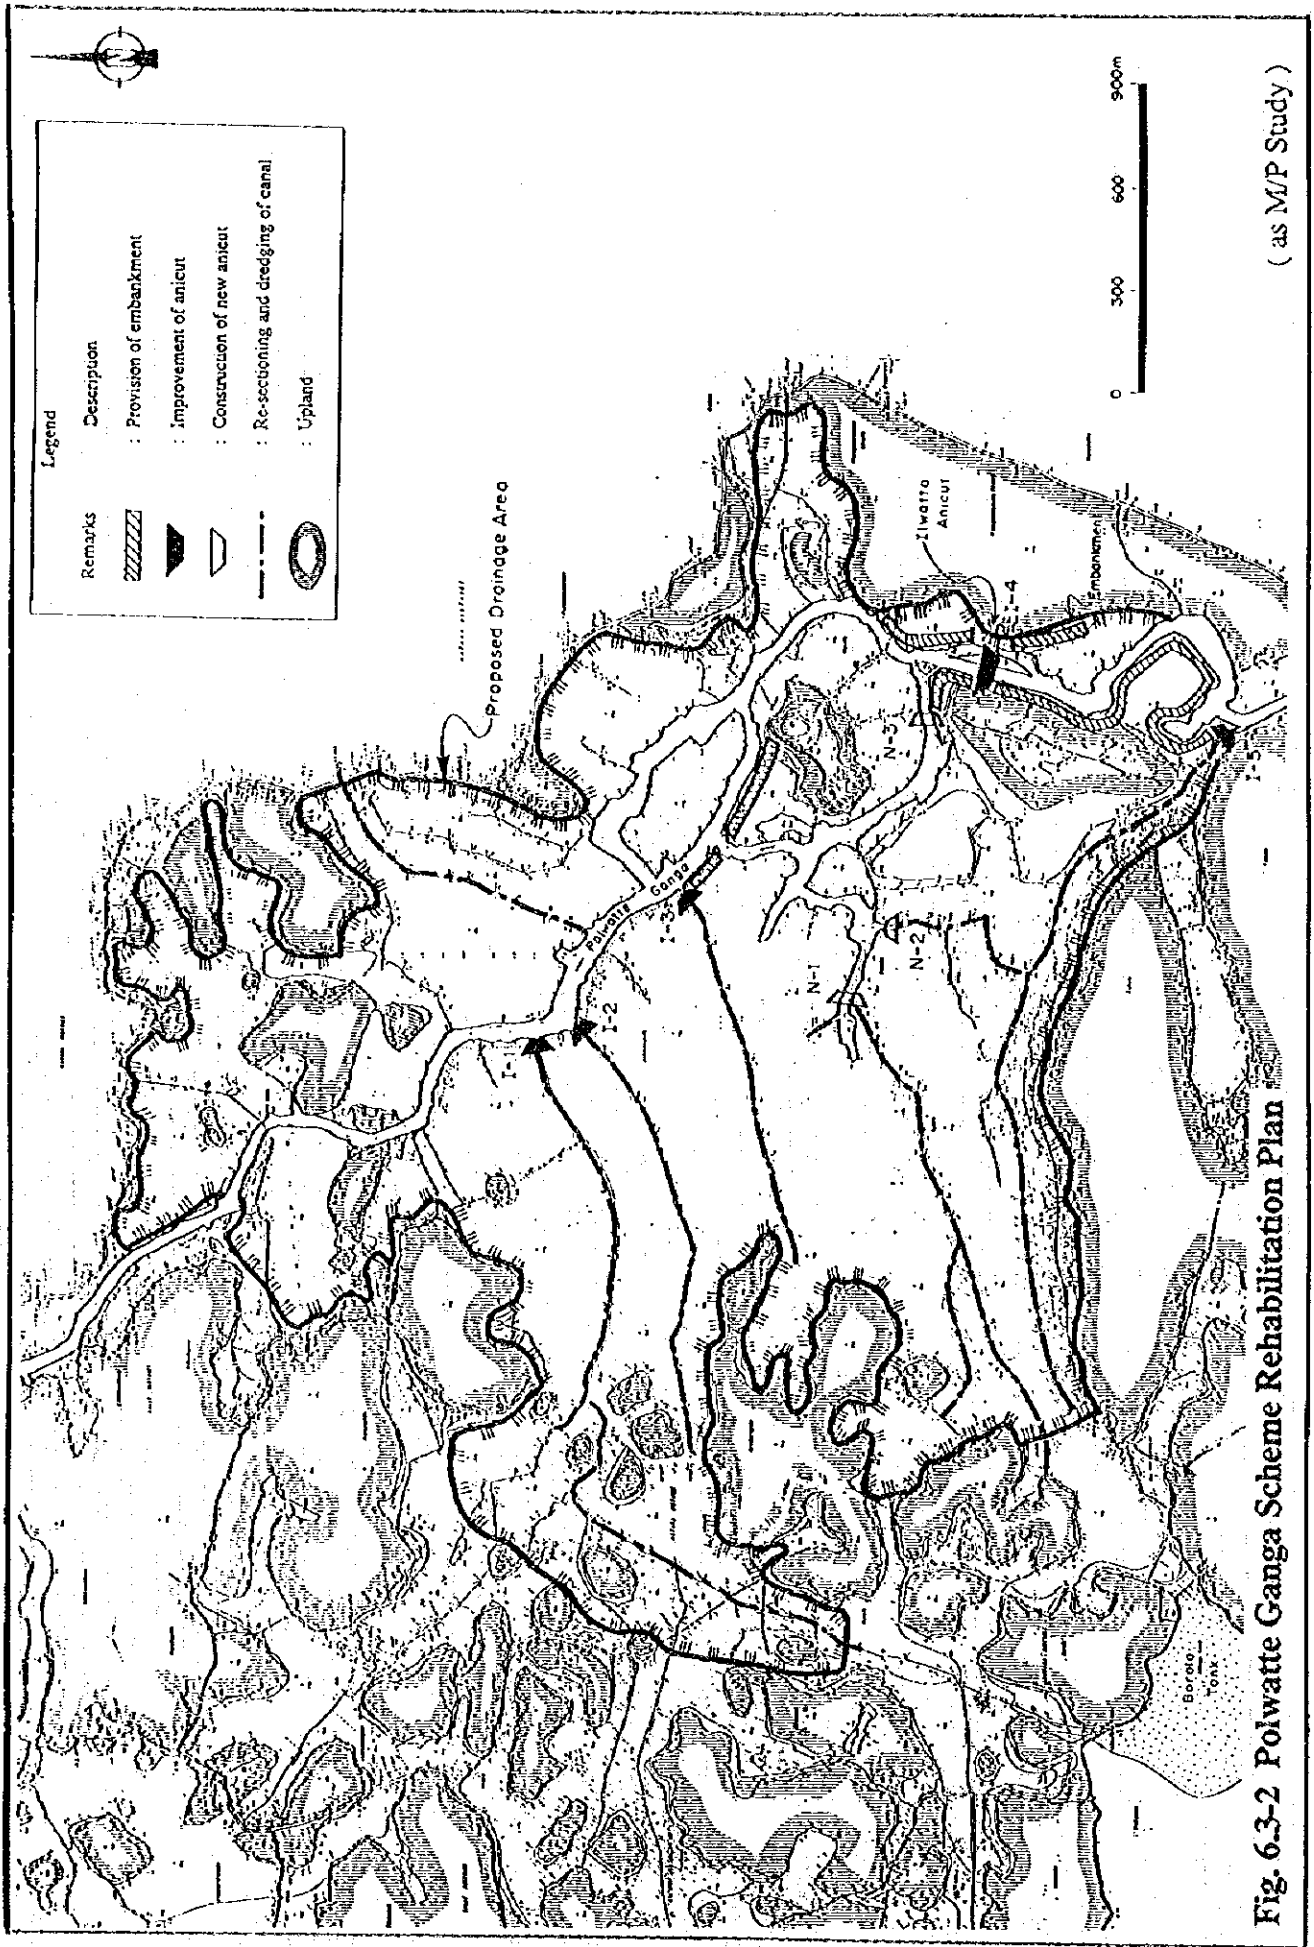 N
Legend
Remarks Description
: Provision of embankment
: Improvement of anicut
: Construction of new anicut
: Re-sectioning and dredging of canal
: Upland
Proposed Drainage Area
I-1
I-2
I-3
Polwatte Ganga
N-1
N-2
N-3
Ilwatta
Anicut
I-4
Embankment
I-5
0 300 600 900m
Tank
(as M/P Study)
Fig. 6.3-2 Polwatte Ganga Scheme Rehabilitation Plan